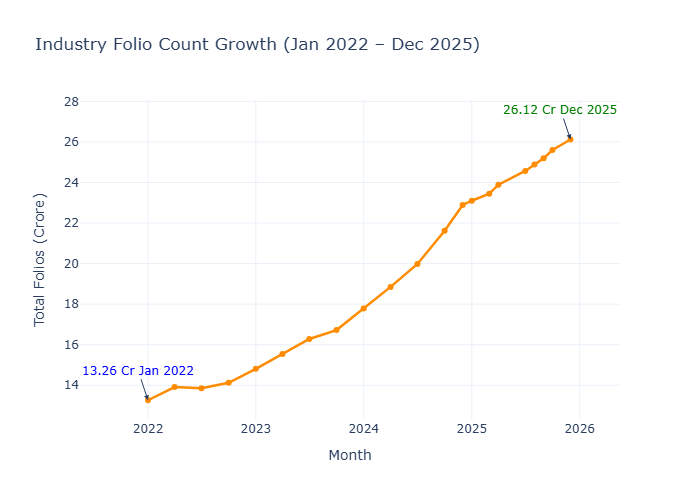 Industry Folio Count Growth (Jan 2022 – Dec 2025)
28
26.12 Cr Dec 2025
26
24
22
20
18
16
14
Total Folios (Crore)
13.26 Cr Jan 2022
2022
2023
2024
2025
2026
Month